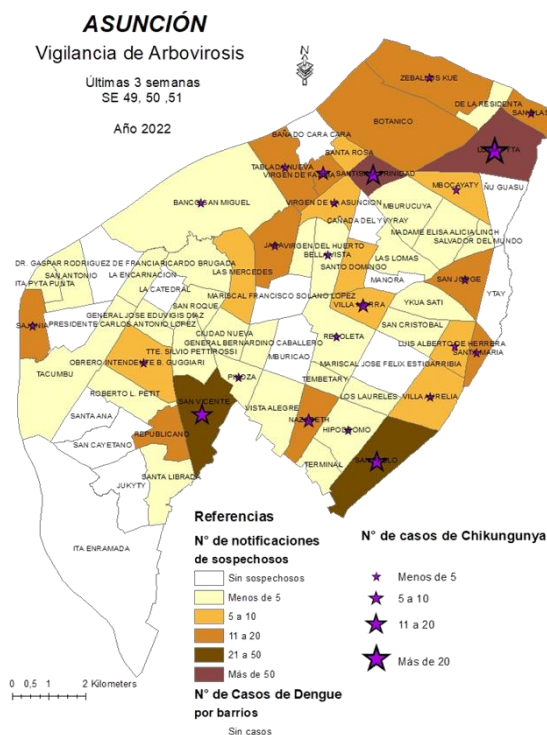 ASUNCIÓN
Vigilancia de Arbovirosis
Últimas 3 semanas
SE 49, 50 ,51
Año 2022
N
ZEBALLOS KUE
DE LA RESIDENTA
BOTANICO
BAÑADO CARA CARA
SANTA ROSA
TABLADA NUEVA
VIRGEN DE FATIMA
MBOCAYATY
ÑU GUASU
BANCO SAN MIGUEL
VIRGEN DE ASUNCION
MBURUCUYA
CAÑADA DEL YVYRAY
MADAME ELISA ALICIA LINCH
SALVADOR DEL MUNDO
VIRGEN DEL HUERTO
BELLA VISTA
LAS LOMAS
DR. GASPAR RODRIGUEZ DE FRANCIA
RICARDO BRUGADA
SANTO DOMINGO
MANORA
SAN ANTONIO
LA ENCARNACION
LAS MERCEDES
SAN JORGE
YTAY
ITA PYTA PUNTA
LA CATEDRAL
MARISCAL FRANCISCO SOLANO LOPEZ
SAN ROQUE
VILLA MORRA
YKUA SATI
GENERAL JOSE EDUVIGIS DIAZ
PRESIDENTE CARLOS ANTONIO LÓPEZ
CIUDAD NUEVA
SAN CRISTOBAL
RECOLETA
GENERAL BERNARDINO CABALLERO
LUIS ALBERTO DE HERRERA
SANTA MARIA
TTE. SILVIO PETTIROSSI
MBURICAO
OBRERO INTENDENTE B. GUGGIARI
MARISCAL JOSE FELIX ESTIGARRIBIA
TACUMBU
PINOZA
TEMBETARY
ROBERTO L. PETIT
LOS LAURELES
VILLA AURELIA
SAN VICENTE
VISTA ALEGRE
SANTA ANA
NAZARETH
HIPODROMO
REPUBLICANO
SAN CAYETANO
SAN PABLO
TERMINAL
SANTA LIBRADA
JUKYTY
ITA ENRAMADA
Referencias
N° de notificaciones
de sospechosos
Sin sospechosos
Menos de 5
5 a 10
11 a 20
21 a 50
Más de 50
N° de Casos de Dengue
por barrios
Sin casos
N° de casos de Chikungunya
Menos de 5
5 a 10
11 a 20
Más de 20
0 0,5 1 2 Kilometers